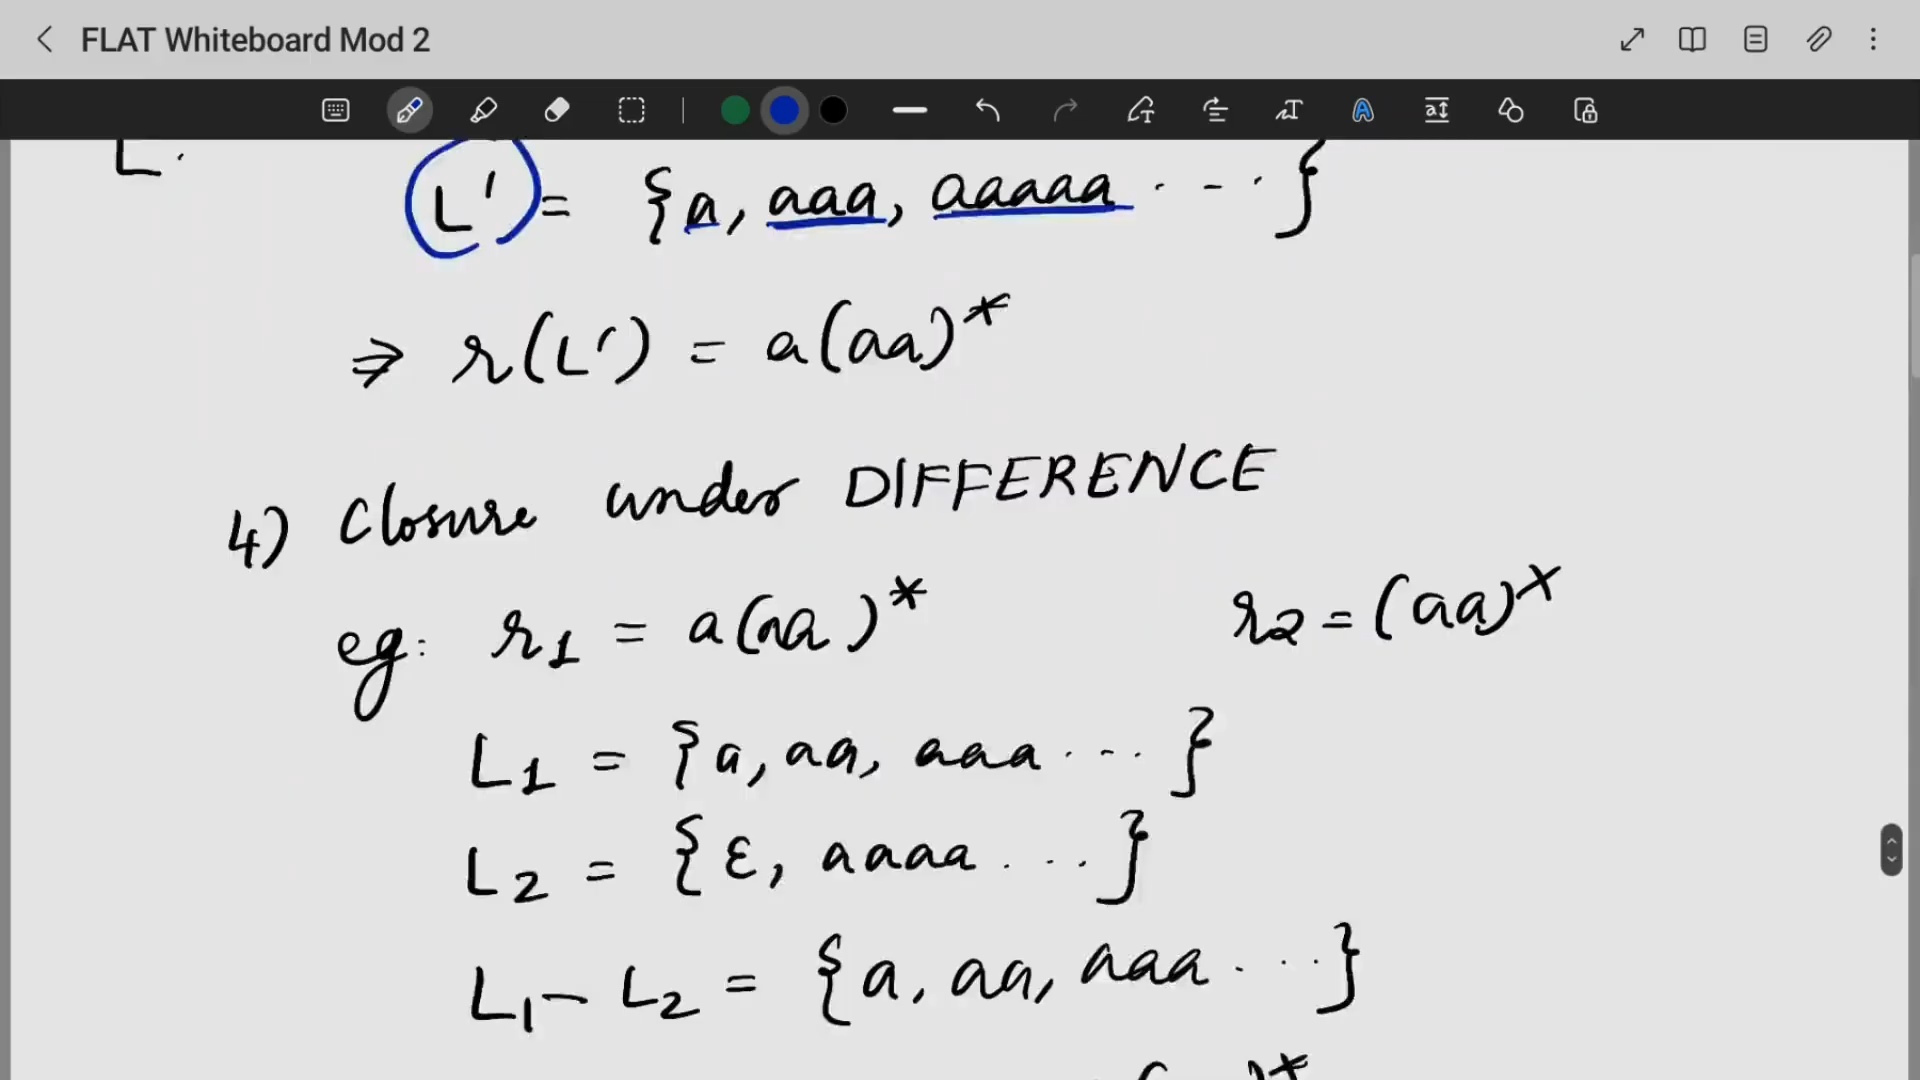 FLAT Whiteboard Mod 2
L.
L' = {a, aaa, aaaaa ...}
⇒ r(L') = a(aa)*
4) Closure under DIFFERENCE
eg: r1 = a(aa)* r2 = (aa)*
L1 = {a, aa, aaa ...}
L2 = {ε, aaaa ...}
L1 - L2 = {a, aa, aaa ...}